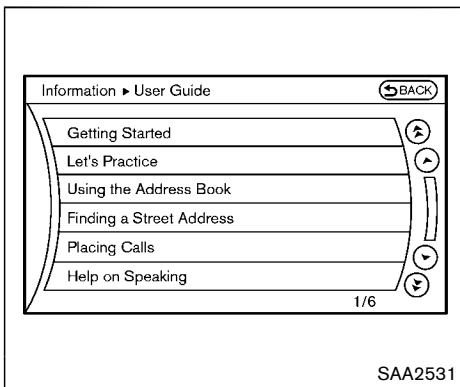 Information ▸ User Guide
BACK
Getting Started
Let's Practice
Using the Address Book
Finding a Street Address
Placing Calls
Help on Speaking
1/6
SAA2531